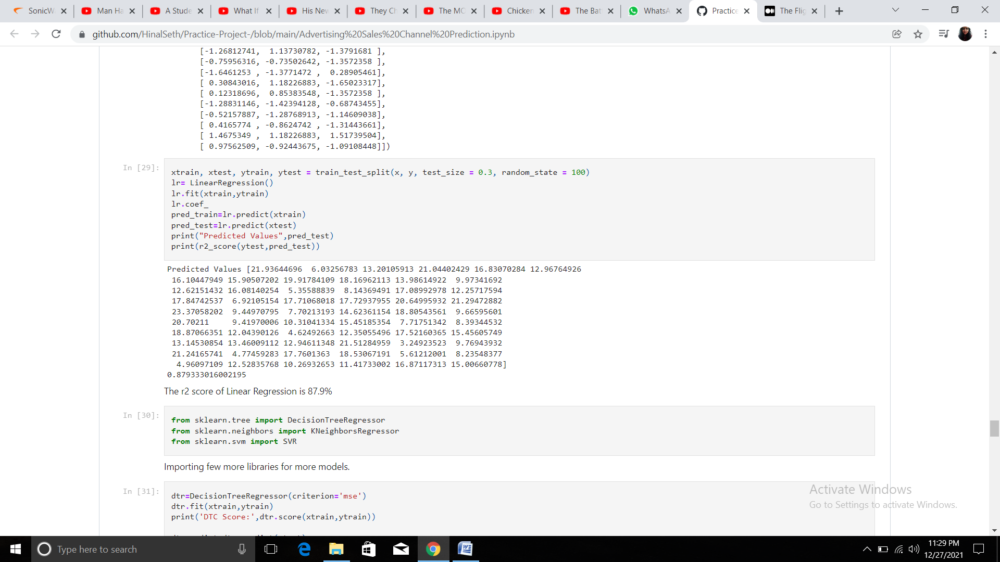 SonicW
Man Ha
A Stude
What If
His New
They Ch
The MO
Chicken
The Bat
WhatsA
Practice
The Flig
github.com/HinalSeth/Practice-Project-/blob/main/Advertising%20Sales%20Channel%20Prediction.ipynb
[-1.26812741,  1.13730782, -1.3791681 ],
[-0.75956316, -0.73502642, -1.3572358 ],
[-1.6461253 , -1.3771472 ,  0.28905461],
[ 0.30843016,  1.18226883, -1.65023317],
[ 0.12318696,  0.85383548, -1.3572358 ],
[-1.28831146, -1.42394128, -0.68743455],
[-0.52157887, -1.28768913, -1.14609038],
[ 0.4165774 , -0.8624742 , -1.31443661],
[ 1.4675349 ,  1.18226883,  1.51739504],
[ 0.97562509, -0.92443675, -1.09108448]])
In [29]:
xtrain, xtest, ytrain, ytest = train_test_split(x, y, test_size = 0.3, random_state = 100)
lr= LinearRegression()
lr.fit(xtrain,ytrain)
lr.coef_
pred_train=lr.predict(xtrain)
pred_test=lr.predict(xtest)
print("Predicted Values",pred_test)
print(r2_score(ytest,pred_test))
Predicted Values [21.93644696  6.03256783 13.20105913 21.04402429 16.83070284 12.96764926
16.10447949 15.90507202 19.91784109 18.16962113 13.98614922  9.97341692
12.62151432 16.08140254  5.35588839  8.14369491 17.08992978 12.25717594
17.84742537  6.92105154 17.71068018 17.72937955 20.64995932 21.29472882
23.37058202  9.44970795  7.70213193 14.62361154 18.80543561  9.66595601
20.70211     9.41970006 10.31041334 15.45185354  7.71751342  8.39344532
18.87066351 12.04390126  4.62492663 12.35055496 17.52160365 15.45605749
13.14530854 13.46009112 12.94611348 21.51284959  3.24923523  9.76943932
21.24165741  4.77459283 17.7601363  18.53067191  5.61212001  8.23548377
4.96097109 12.52835768 10.26932653 11.41733002 16.87117313 15.00660778]
0.879333016002195
The r2 score of Linear Regression is 87.9%
In [30]:
from sklearn.tree import DecisionTreeRegressor
from sklearn.neighbors import KNeighborsRegressor
from sklearn.svm import SVR
Importing few more libraries for more models.
In [31]:
dtr=DecisionTreeRegressor(criterion='mse')
dtr.fit(xtrain,ytrain)
print('DTC Score:',dtr.score(xtrain,ytrain))
Activate Windows
Go to Settings to activate Windows.
Type here to search
11:29 PM
12/27/2021